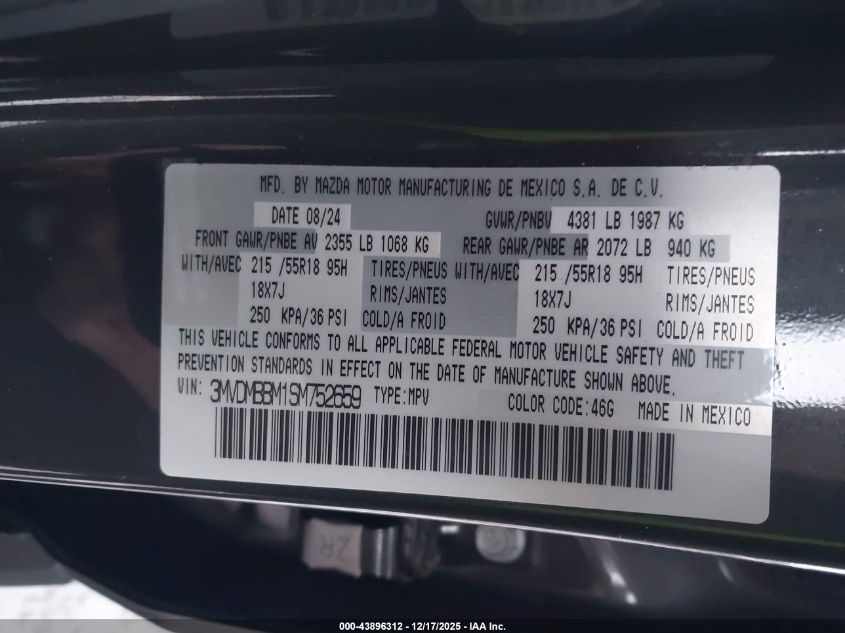 MFD. BY MAZDA MOTOR MANUFACTURING DE MEXICO S.A. DE C.V.
DATE 08/24 GVWR/PNBV 4381 LB 1987 KG
FRONT GAWR/PNBE AV 2355 LB 1068 KG REAR GAWR/PNBE AR 2072 LB 940 KG
WITH/AVEC 215 /55R18 95H TIRES/PNEUS WITH/AVEC 215 /55R18 95H TIRES/PNEUS
18X7J RIMS/JANTES 18X7J RIMS/JANTES
250 KPA/36 PSI COLD/A FROID 250 KPA/36 PSI COLD/A FROID
THIS VEHICLE CONFORMS TO ALL APPLICABLE FEDERAL MOTOR VEHICLE SAFETY AND THEFT
PREVENTION STANDARDS IN EFFECT ON THE DATE OF MANUFACTURE SHOWN ABOVE.
VIN: 3MVDMBBM1SM752659 TYPE:MPV COLOR CODE:46G MADE IN MEXICO
ZR
000-43896312 - 12/17/2025 - IAA Inc.